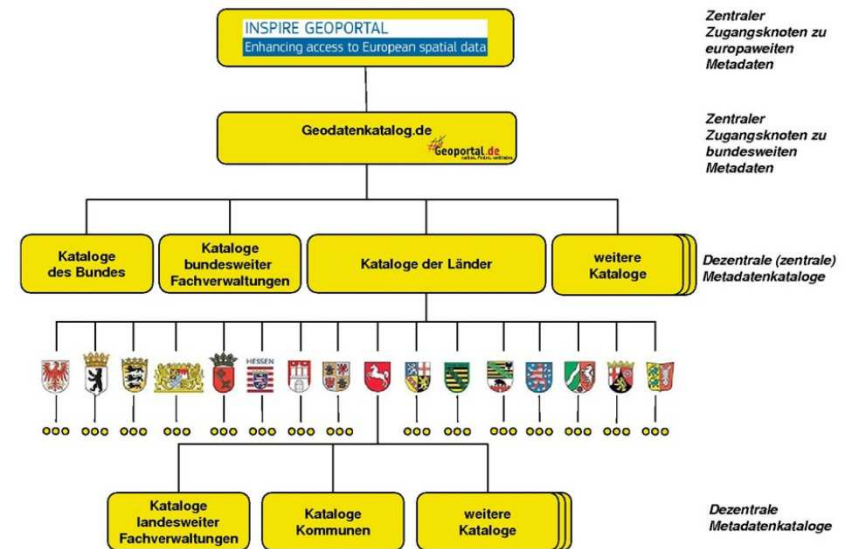 INSPIRE GEOPORTAL
Enhancing access to European spatial data
Zentraler
Zugangsknoten zu
europaweiten
Metadaten
Geodatenkatalog.de
Geoportal.de
Zentraler
Zugangsknoten zu
bundesweiten
Metadaten
Kataloge
des Bundes
Kataloge
bundesweiter
Fachverwaltungen
Kataloge der Länder
weitere
Kataloge
Dezentrale (zentrale)
Metadatenkataloge
HESSEN
Kataloge
landesweiter
Fachverwaltungen
Kataloge
Kommunen
weitere
Kataloge
Dezentrale
Metadatenkataloge